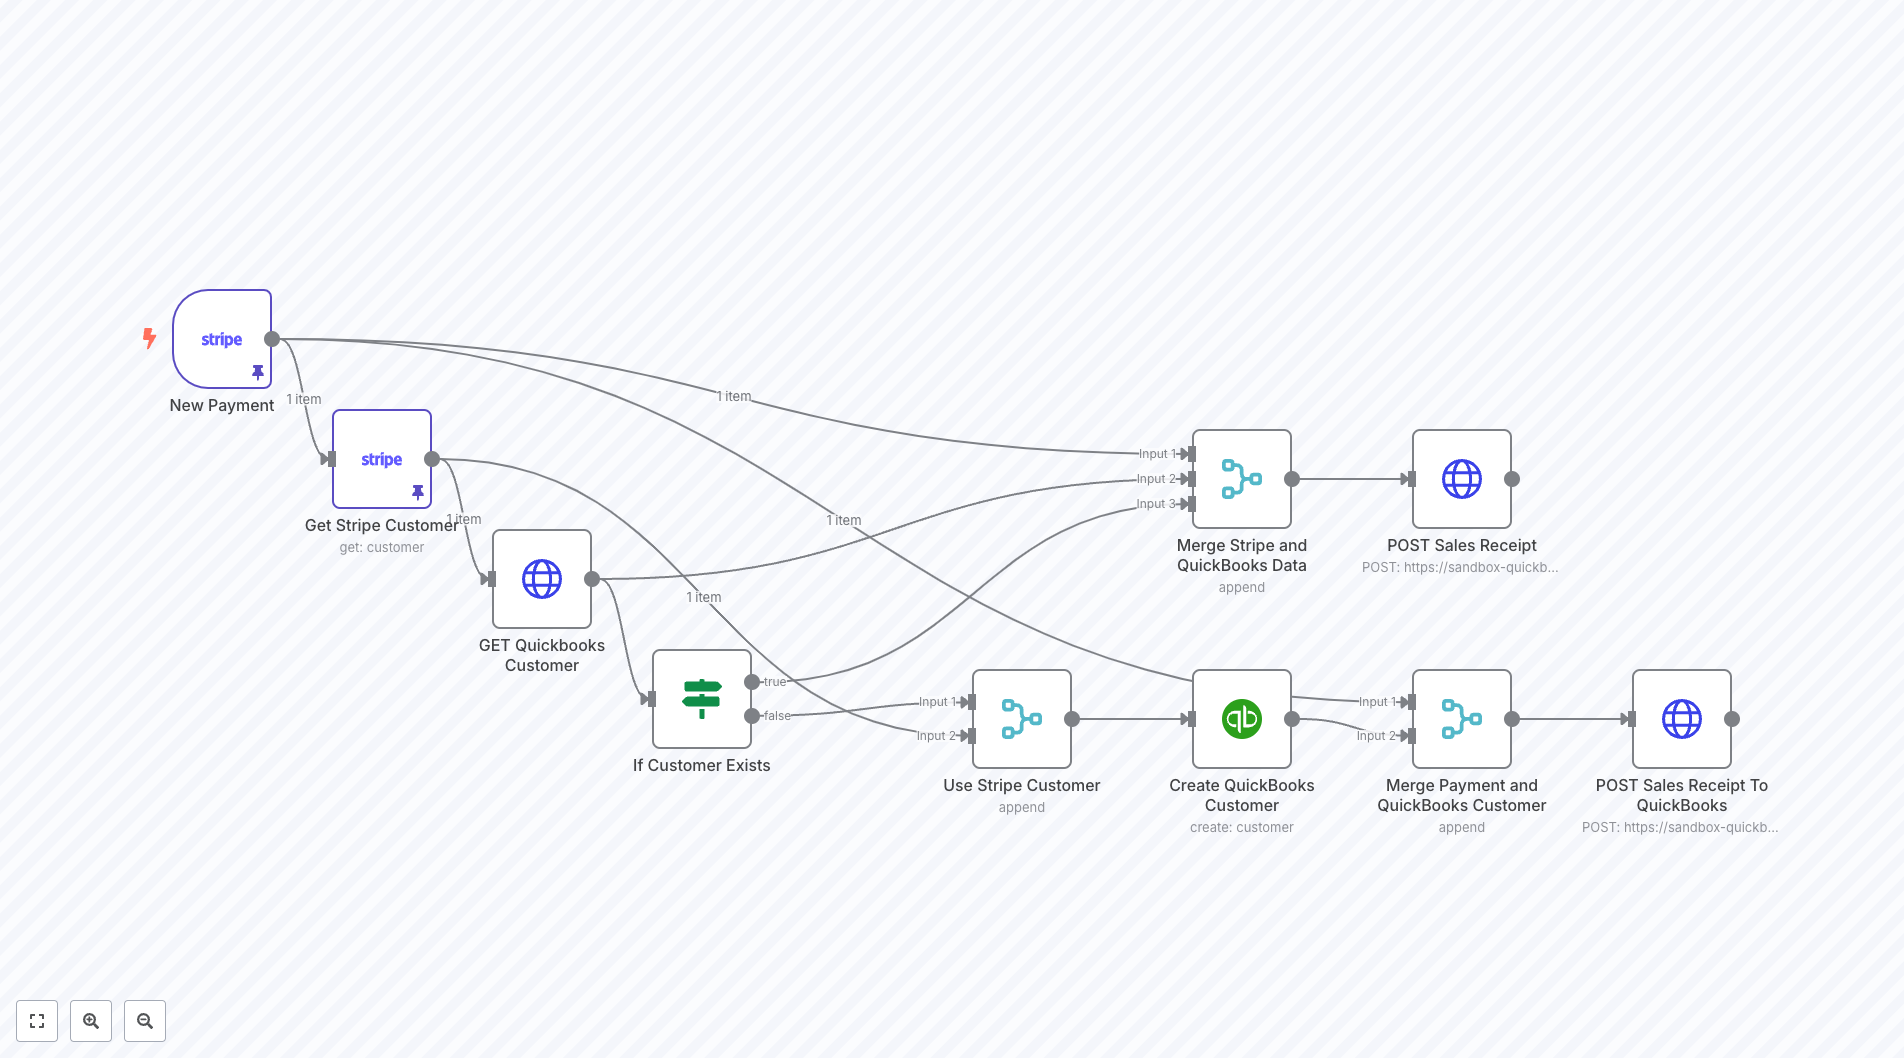 stripe
New Payment
1 item
1 item
stripe
Get Stripe Customer
get: customer
1 item
1 item
1 item
GET Quickbooks
Customer
true
false
If Customer Exists
Input 1
Input 2
Input 3
Merge Stripe and
QuickBooks Data
append
POST Sales Receipt
POST: https://sandbox-quickb...
Input 1
Input 2
Use Stripe Customer
append
qb
Create QuickBooks
Customer
create: customer
Input 1
Input 2
Merge Payment and
QuickBooks Customer
append
POST Sales Receipt To
QuickBooks
POST: https://sandbox-quickb...